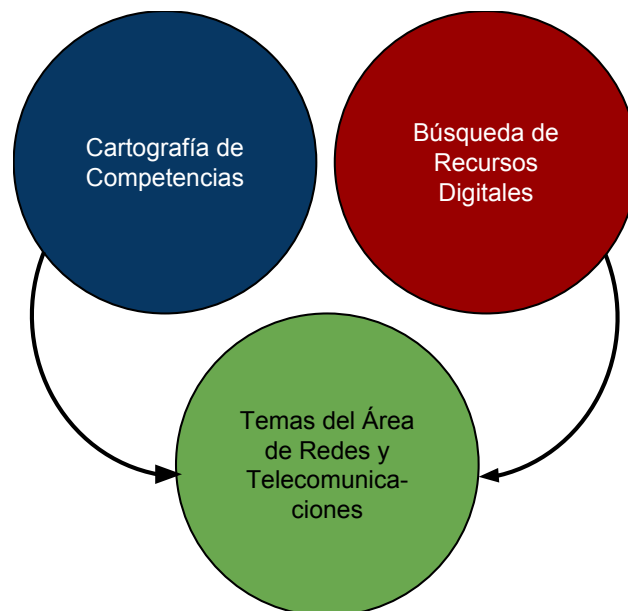 Cartografía de
Competencias
Búsqueda de
Recursos
Digitales
Temas del Área
de Redes y
Telecomunica-
ciones